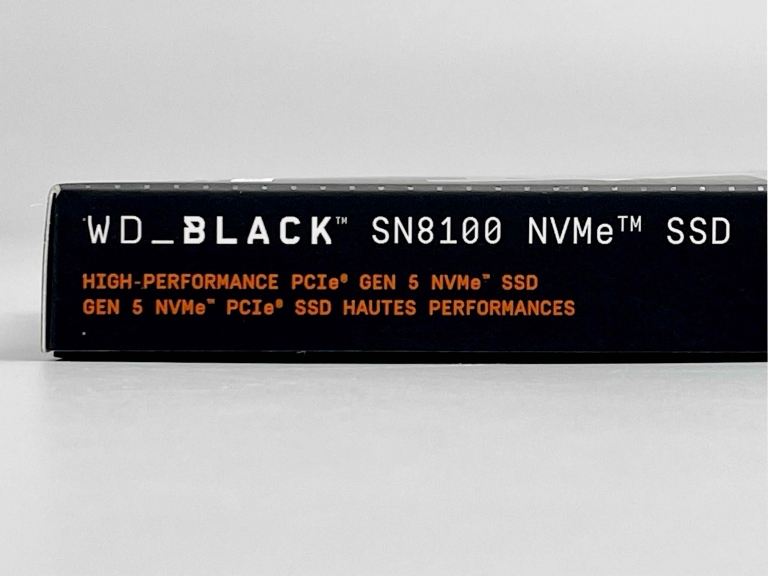 WD_BLACK™ SN8100 NVMe™ SSD
HIGH-PERFORMANCE PCIe® GEN 5 NVMe™ SSD
GEN 5 NVMe™ PCIe® SSD HAUTES PERFORMANCES